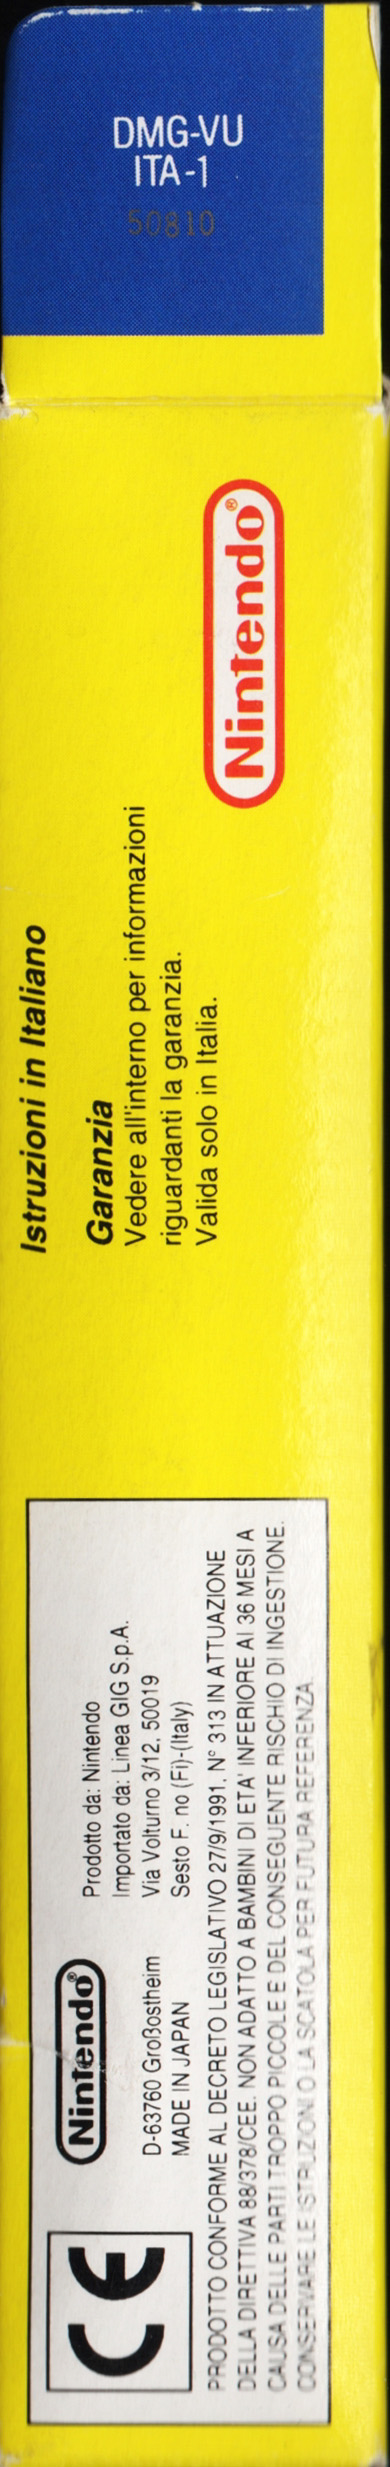 DMG-VU
ITA-1
50810
Nintendo®
Istruzioni in Italiano
Garanzia
Vedere all'interno per informazioni
riguardanti la garanzia.
Valida solo in Italia.
CE
Nintendo®
D-63760 Großostheim
MADE IN JAPAN
Prodotto da: Nintendo
Importato da: Linea GIG S.p.A.
Via Volturno 3/12, 50019
Sesto F. no (Fi)-(Italy)
PRODOTTO CONFORME AL DECRETO LEGISLATIVO 27/9/1991, N° 313 IN ATTUAZIONE
DELLA DIRETTIVA 88/378/CEE. NON ADATTO A BAMBINI DI ETA' INFERIORE AI 36 MESI A
CAUSA DELLE PARTI TROPPO PICCOLE E DEL CONSEGUENTE RISCHIO DI INGESTIONE.
CONSERVARE LE ISTRUZIONI O LA SCATOLA PER FUTURA REFERENZA.